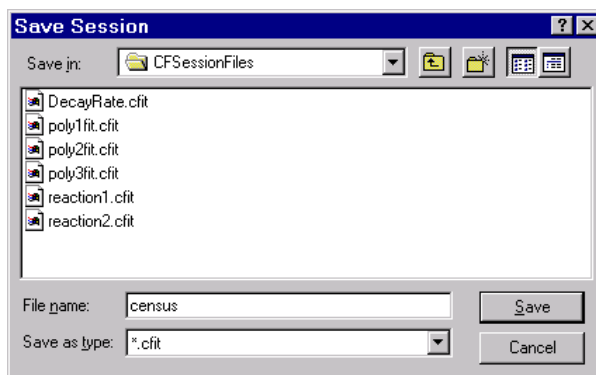 Save Session
Save in: CFSessionFiles
DecayRate.cfit
poly1fit.cfit
poly2fit.cfit
poly3fit.cfit
reaction1.cfit
reaction2.cfit
File name: census Save
Save as type: *.cfit Cancel